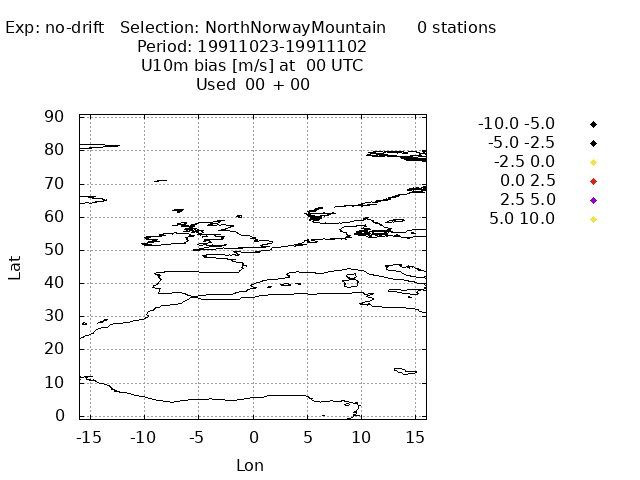 Exp: no-drift   Selection: NorthNorwayMountain      0 stations
Period: 19911023-19911102
U10m bias [m/s] at  00 UTC
Used  00 + 00
90
80
70
60
50
40
30
20
10
0
-15 -10 -5 0 5 10 15
Lat
Lon
-10.0 -5.0
-5.0 -2.5
-2.5 0.0
0.0 2.5
2.5 5.0
5.0 10.0